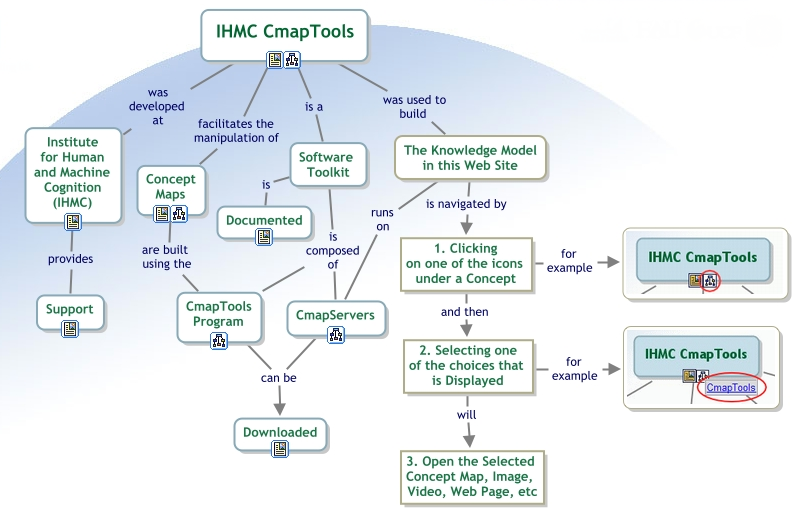 IHMC CmapTools
was
developed
at
facilitates the
manipulation of
is a
was used to
build
Institute
for Human
and Machine
Cognition
(IHMC)
Concept
Maps
Software
Toolkit
The Knowledge Model
in this Web Site
is
Documented
runs
on
is navigated by
provides
are built
using the
is
composed
of
1. Clicking
on one of the icons
under a Concept
for
example
IHMC CmapTools
Support
CmapTools
Program
CmapServers
and then
2. Selecting one
of the choices that
is Displayed
for
example
IHMC CmapTools
CmapTools
can be
will
Downloaded
3. Open the Selected
Concept Map, Image,
Video, Web Page, etc